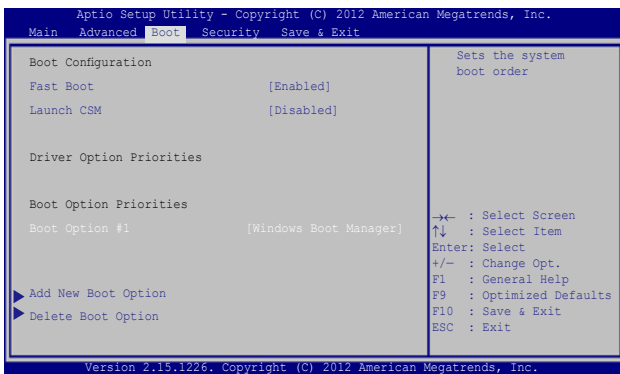 Aptio Setup Utility - Copyright (C) 2012 American Megatrends, Inc.
Main Advanced Boot Security Save & Exit
Boot Configuration
Fast Boot [Enabled]
Launch CSM [Disabled]
Driver Option Priorities
Boot Option Priorities
Boot Option #1 [Windows Boot Manager]
Add New Boot Option
Delete Boot Option
Sets the system
boot order
→← : Select Screen
↑↓ : Select Item
Enter: Select
+/— : Change Opt.
F1 : General Help
F9 : Optimized Defaults
F10 : Save & Exit
ESC : Exit
Version 2.15.1226. Copyright (C) 2012 American Megatrends, Inc.